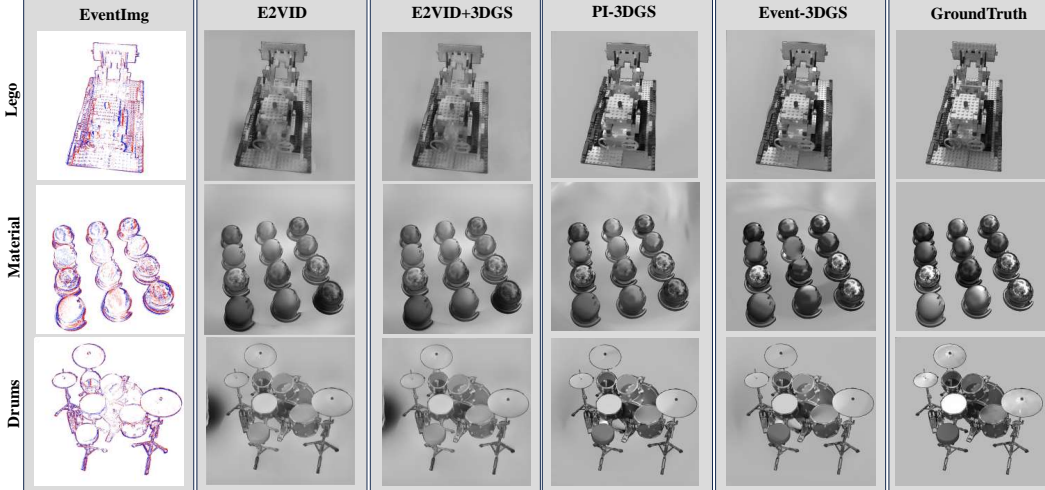 EventImg E2VID E2VID+3DGS PI-3DGS Event-3DGS GroundTruth
Lego
Material
Drums